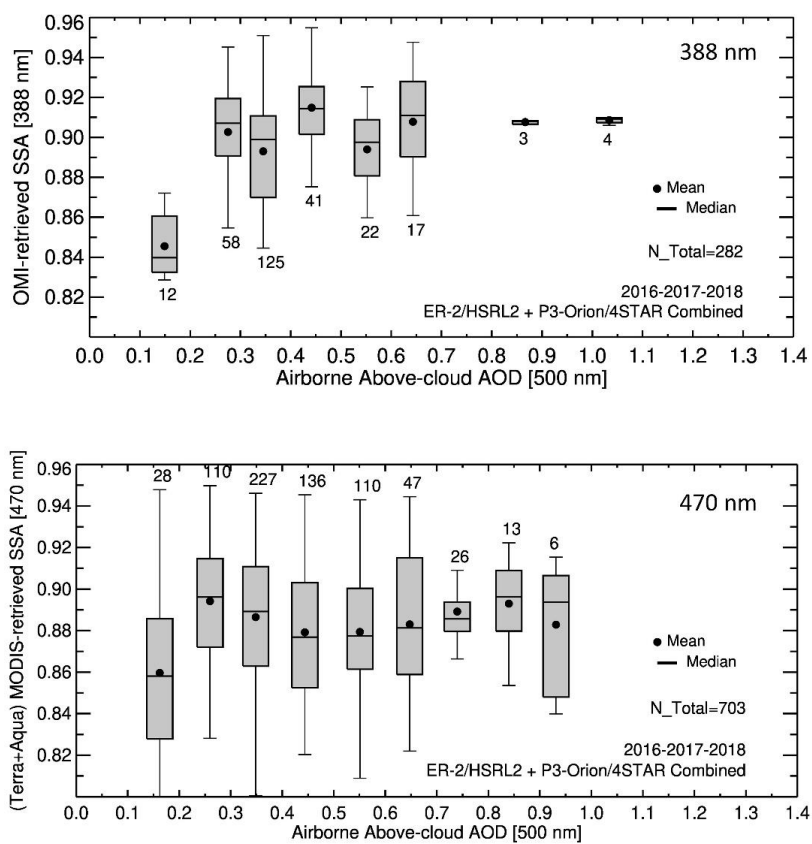 OMI-retrieved SSA [388 nm]
0.96
0.94
0.92
0.90
0.88
0.86
0.84
0.82
388 nm
12
58
125
41
22
17
3
4
Mean
Median
N_Total=282
2016-2017-2018
ER-2/HSRL2 + P3-Orion/4STAR Combined
0.0 0.1 0.2 0.3 0.4 0.5 0.6 0.7 0.8 0.9 1.0 1.1 1.2 1.3 1.4
Airborne Above-cloud AOD [500 nm]
(Terra+Aqua) MODIS-retrieved SSA [470 nm]
0.96
0.94
0.92
0.90
0.88
0.86
0.84
0.82
470 nm
28
110
227
136
110
47
26
13
6
Mean
Median
N_Total=703
2016-2017-2018
ER-2/HSRL2 + P3-Orion/4STAR Combined
0.0 0.1 0.2 0.3 0.4 0.5 0.6 0.7 0.8 0.9 1.0 1.1 1.2 1.3 1.4
Airborne Above-cloud AOD [500 nm]